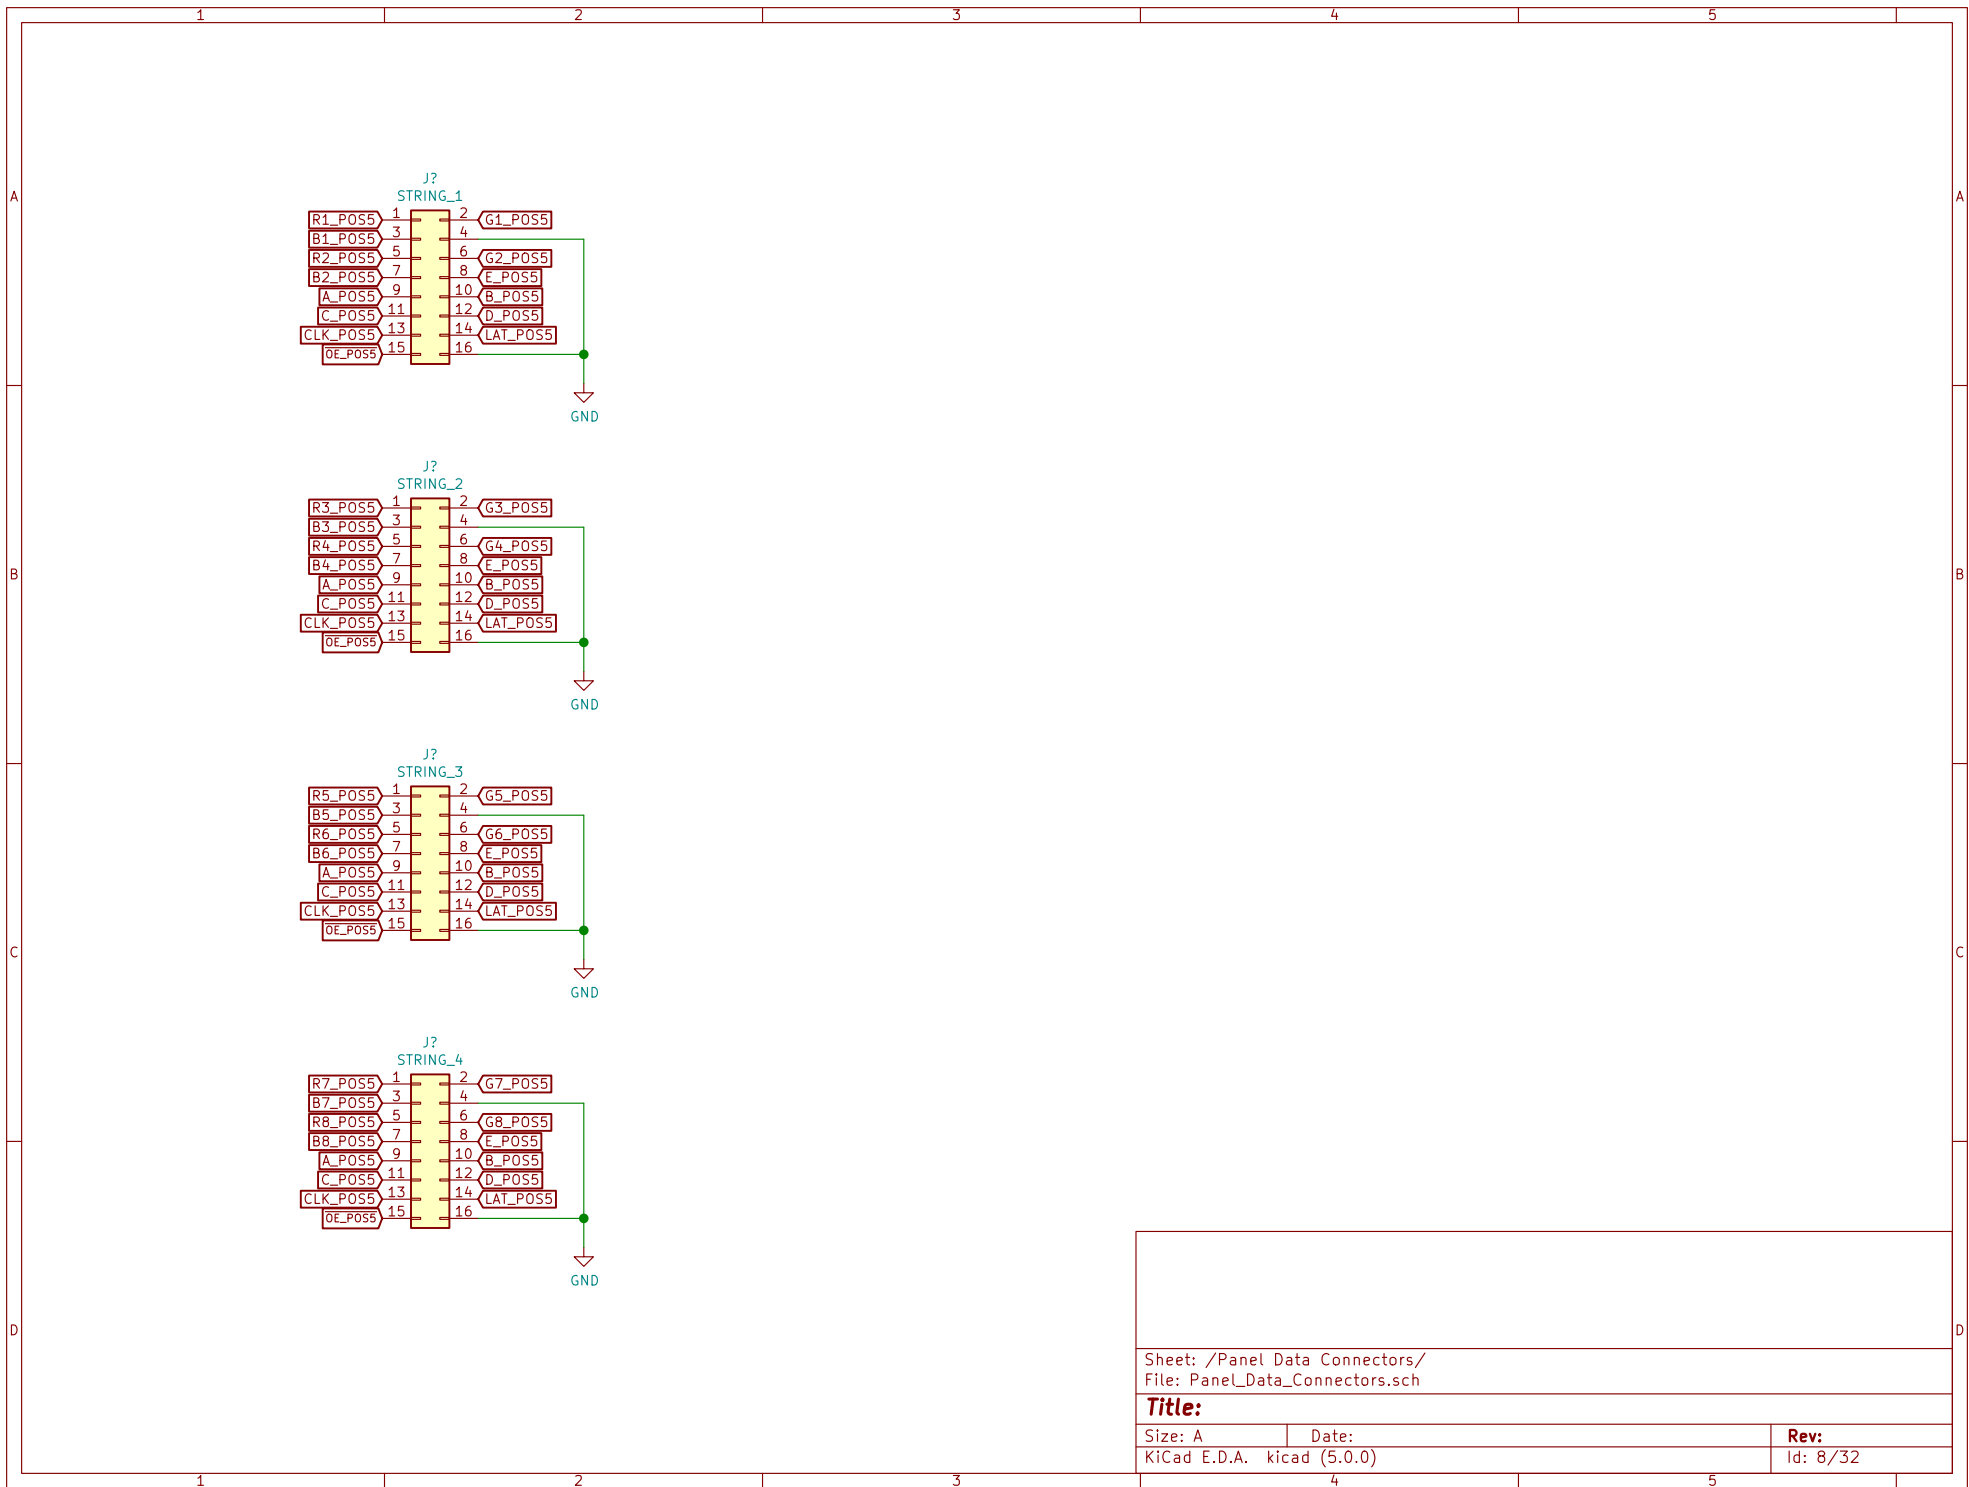 1 2 3 4 5
A A
J?
STRING_1
R1_POS5 1 2 G1_POS5
B1_POS5 3 4
R2_POS5 5 6 G2_POS5
B2_POS5 7 8 E_POS5
A_POS5 9 10 B_POS5
C_POS5 11 12 D_POS5
CLK_POS5 13 14 LAT_POS5
OE_POS5 15 16
GND
J?
STRING_2
R3_POS5 1 2 G3_POS5
B3_POS5 3 4
R4_POS5 5 6 G4_POS5
B4_POS5 7 8 E_POS5
B B
A_POS5 9 10 B_POS5
C_POS5 11 12 D_POS5
CLK_POS5 13 14 LAT_POS5
OE_POS5 15 16
GND
J?
STRING_3
R5_POS5 1 2 G5_POS5
B5_POS5 3 4
R6_POS5 5 6 G6_POS5
B6_POS5 7 8 E_POS5
A_POS5 9 10 B_POS5
C_POS5 11 12 D_POS5
CLK_POS5 13 14 LAT_POS5
OE_POS5 15 16
C C
GND
J?
STRING_4
R7_POS5 1 2 G7_POS5
B7_POS5 3 4
R8_POS5 5 6 G8_POS5
B8_POS5 7 8 E_POS5
A_POS5 9 10 B_POS5
C_POS5 11 12 D_POS5
CLK_POS5 13 14 LAT_POS5
OE_POS5 15 16
GND
D D
Sheet: /Panel Data Connectors/
File: Panel_Data_Connectors.sch
Title:
Size: A Date: Rev:
KiCad E.D.A. kicad (5.0.0) Id: 8/32
1 2 3 4 5